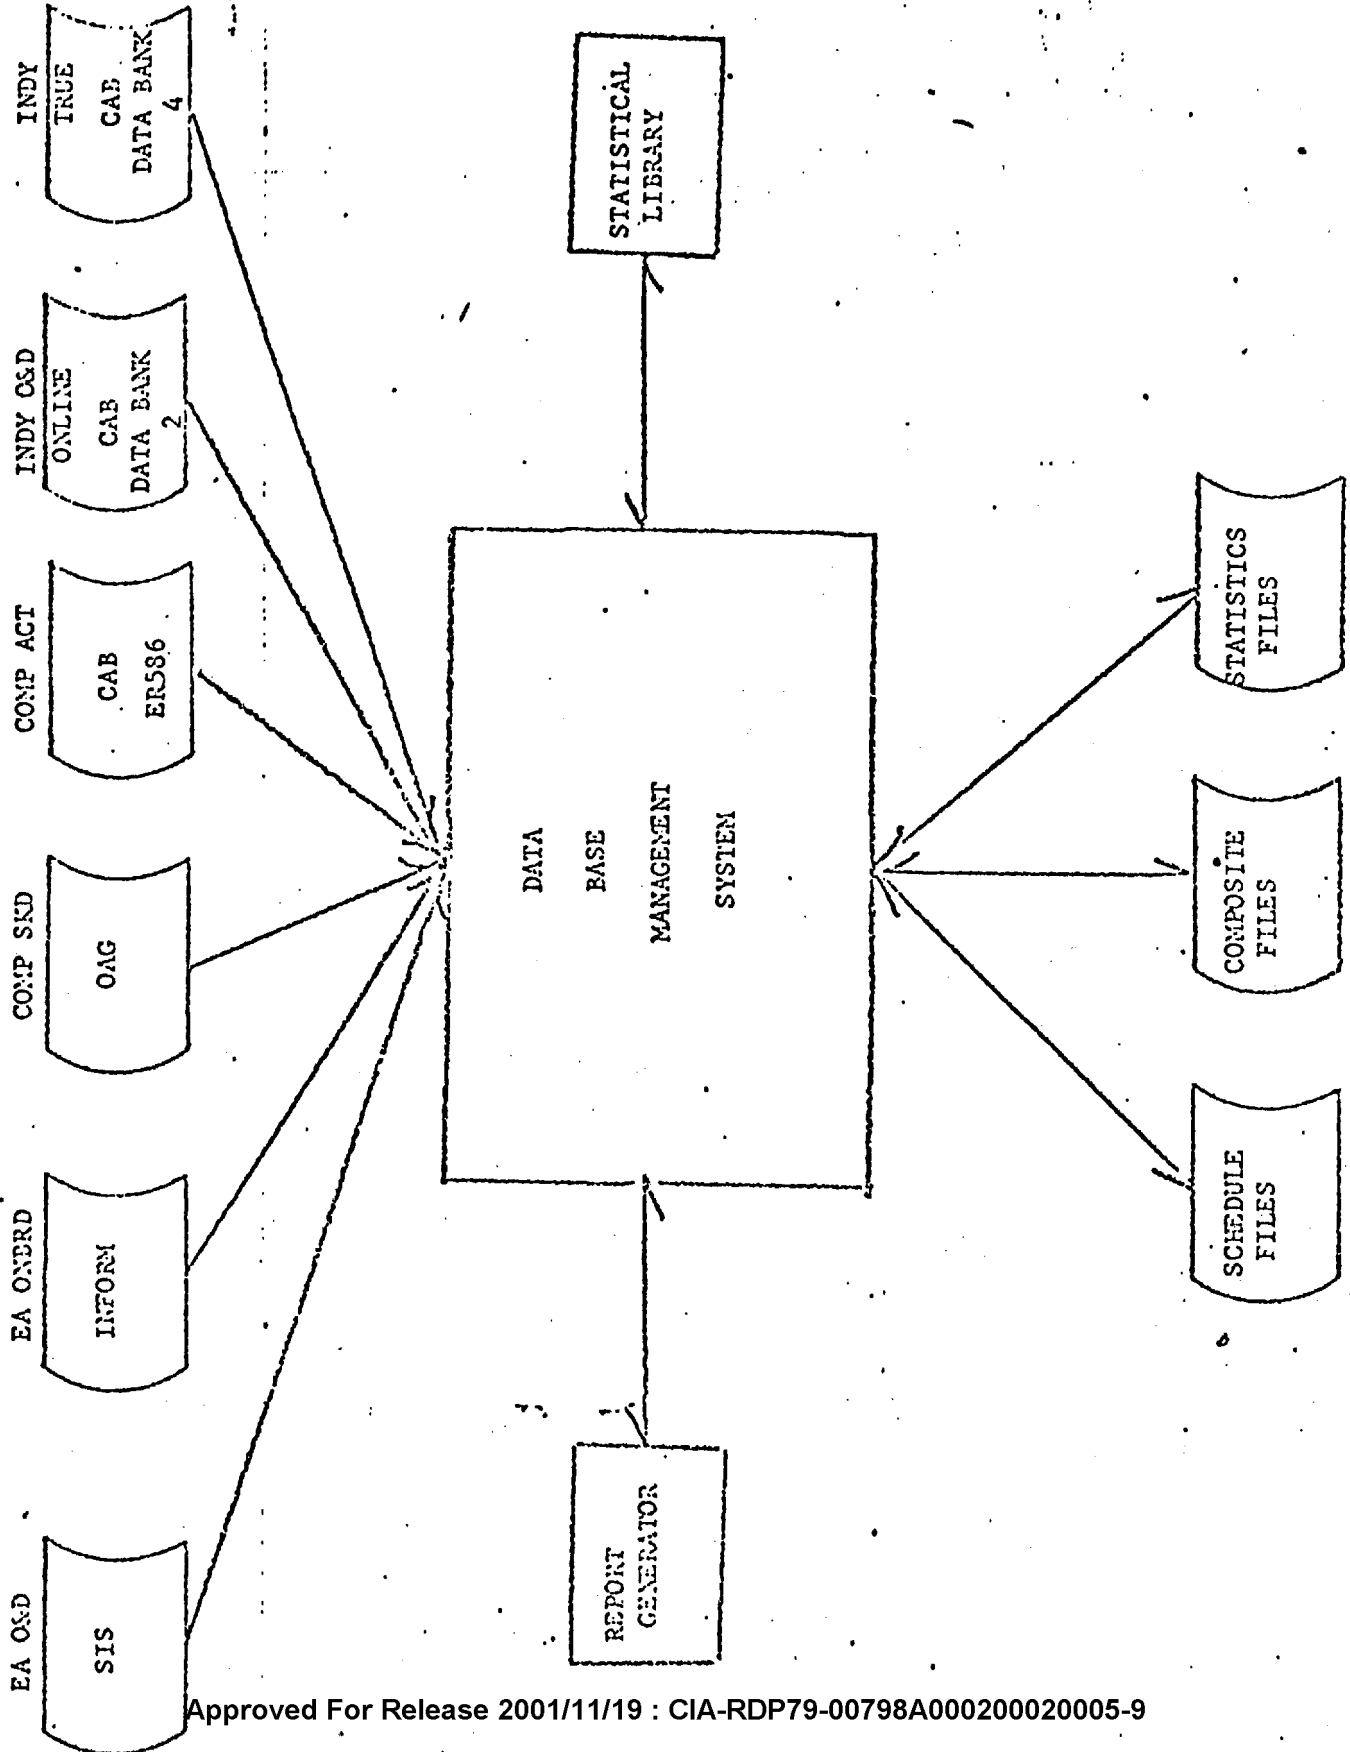 EA O&D
SIS
EA ONBRD
INFORM
COMP SKD
OAG
COMP ACT
CAB
ER586
INDY O&D
ONLINE
CAB
DATA BANK
2
INDY
TRUE
CAB
DATA BANK
4
REPORT
GENERATOR
DATA
BASE
MANAGEMENT
SYSTEM
STATISTICAL
LIBRARY
SCHEDULE
FILES
COMPOSITE
FILES
STATISTICS
FILES
Approved For Release 2001/11/19 : CIA-RDP79-00798A000200020005-9